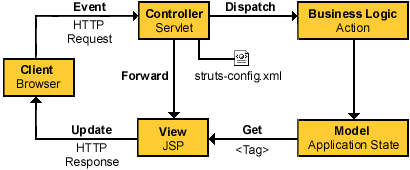 Event
HTTP
Request
Controller
Servlet
Dispatch
Business Logic
Action
struts-config.xml
Client
Browser
Forward
Update
HTTP
Response
View
JSP
Get
<Tag>
Model
Application State